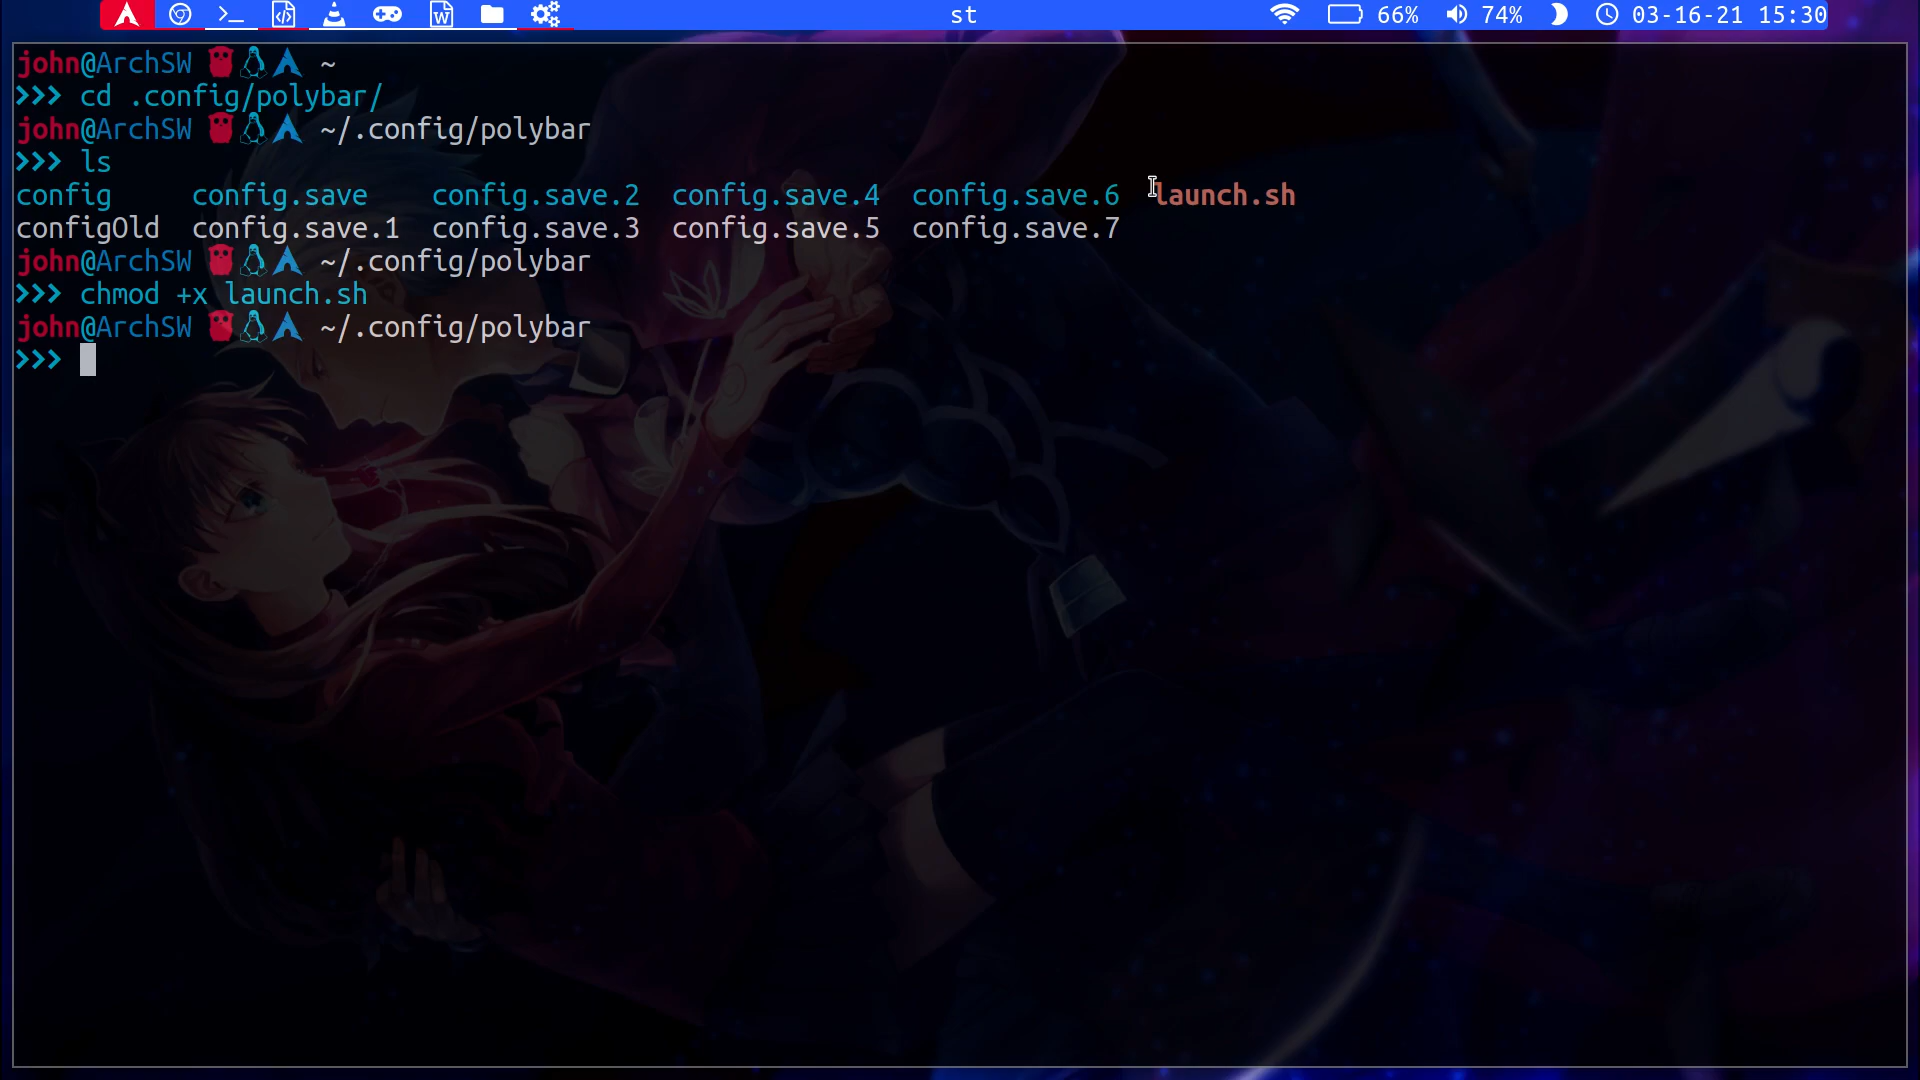 st 66% 74% 03-16-21 15:30
john@ArchSW ~
>>> cd .config/polybar/
john@ArchSW ~/.config/polybar
>>> ls
config config.save config.save.2 config.save.4 config.save.6 launch.sh
configOld config.save.1 config.save.3 config.save.5 config.save.7
john@ArchSW ~/.config/polybar
>>> chmod +x launch.sh
john@ArchSW ~/.config/polybar
>>>